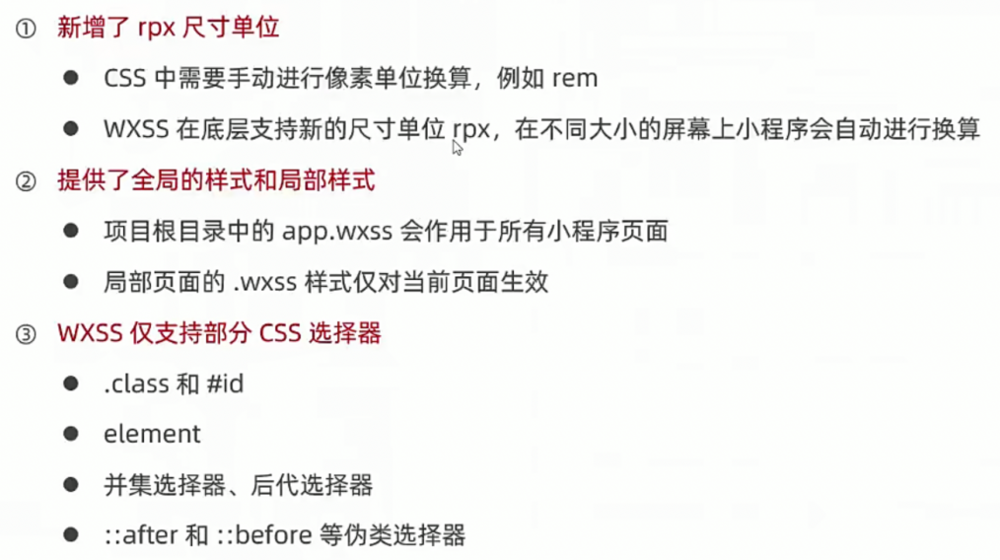 ① 新增了 rpx 尺寸单位
● CSS 中需要手动进行像素单位换算，例如 rem
● WXSS 在底层支持新的尺寸单位 rpx，在不同大小的屏幕上小程序会自动进行换算
② 提供了全局的样式和局部样式
● 项目根目录中的 app.wxss 会作用于所有小程序页面
● 局部页面的 .wxss 样式仅对当前页面生效
③ WXSS 仅支持部分 CSS 选择器
● .class 和 #id
● element
● 并集选择器、后代选择器
● ::after 和 ::before 等伪类选择器